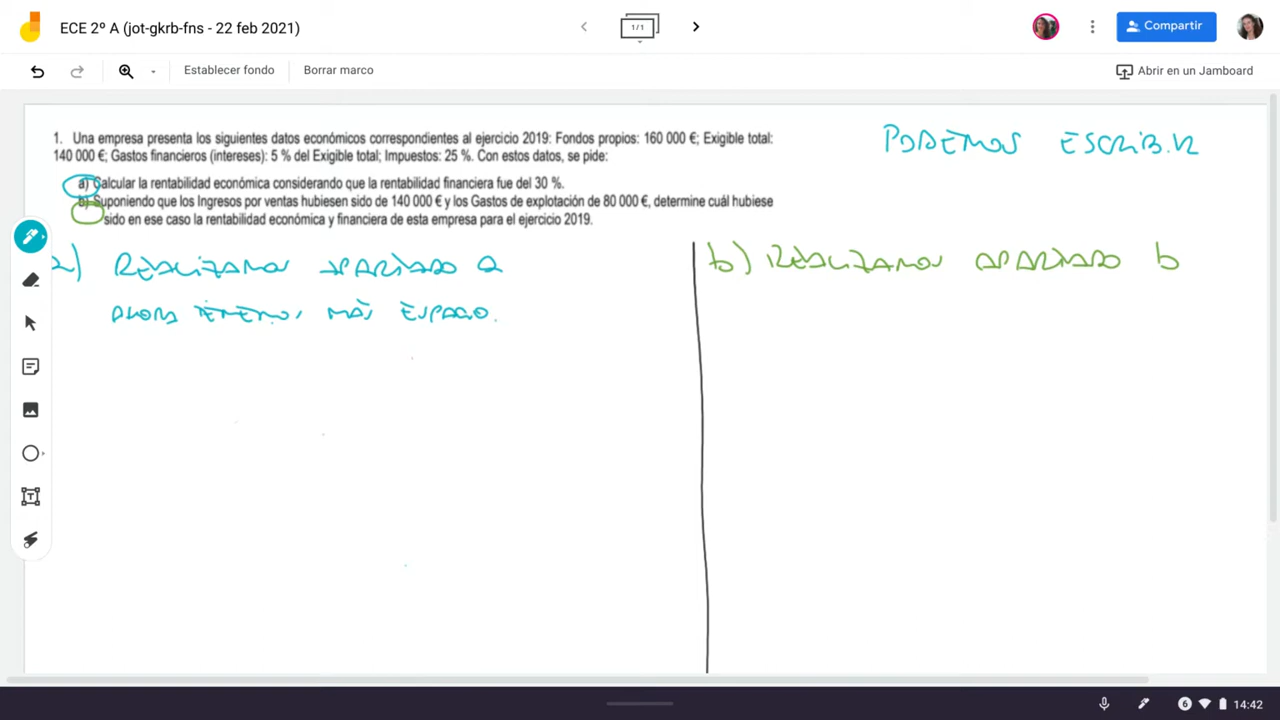 ECE 2º A (jot-gkrb-fns - 22 feb 2021)
1/1
Compartir
Establecer fondo
Borrar marco
Abrir en un Jamboard
1. Una empresa presenta los siguientes datos económicos correspondientes al ejercicio 2019: Fondos propios: 160 000 €; Exigible total:
140 000 €; Gastos financieros (intereses): 5 % del Exigible total; Impuestos: 25 %. Con estos datos, se pide:
a) Calcular la rentabilidad económica considerando que la rentabilidad financiera fue del 30 %.
b) Suponiendo que los Ingresos por ventas hubiesen sido de 140 000 € y los Gastos de explotación de 80 000 €, determine cuál hubiese
sido en ese caso la rentabilidad económica y financiera de esta empresa para el ejercicio 2019.
PODEMOS ESCRIBIR
a) REALIZAMOS APARTADO a
AHORA TENEMOS MÁS ESPACIO.
b) REALIZAMOS APARTADO b
6
14:42